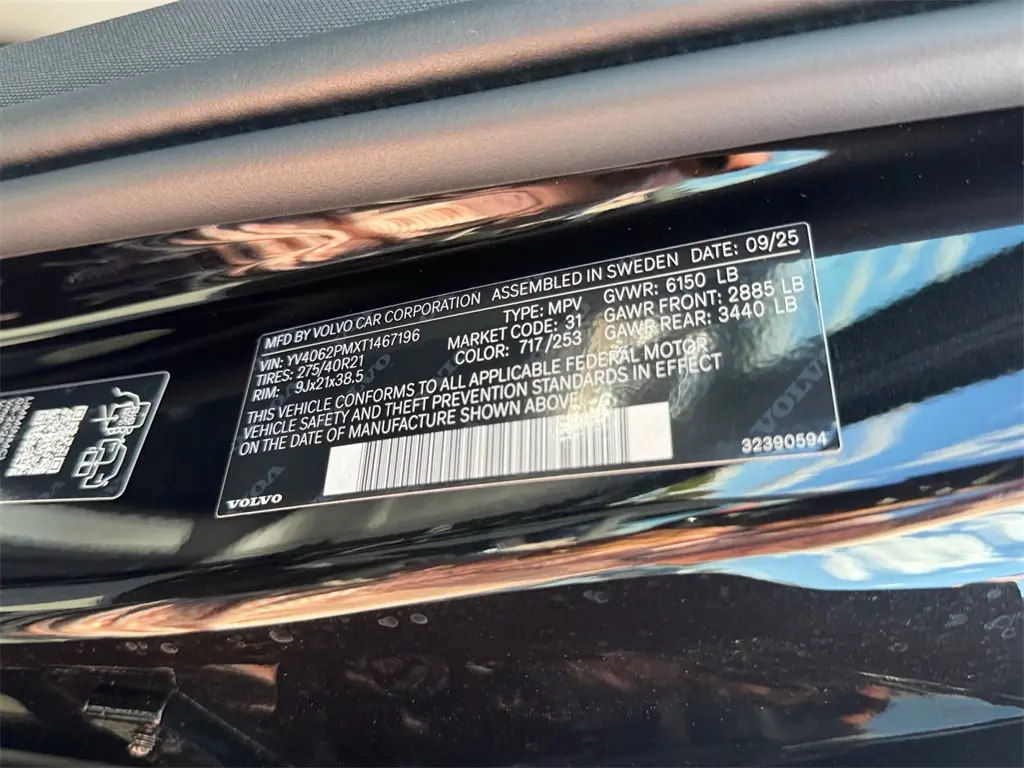 MFD BY VOLVO CAR CORPORATION ASSEMBLED IN SWEDEN DATE: 09/25
VIN: YV4062PMXT1467196 TYPE: MPV GVWR: 6150 LB
TIRES: 275/40R21 MARKET CODE: 31 GAWR FRONT: 2885 LB
RIM: 9Jx21x38.5 COLOR: 717/253 GAWR REAR: 3440 LB
THIS VEHICLE CONFORMS TO ALL APPLICABLE FEDERAL MOTOR
VEHICLE SAFETY AND THEFT PREVENTION STANDARDS IN EFFECT
ON THE DATE OF MANUFACTURE SHOWN ABOVE
32390594
VOLVO